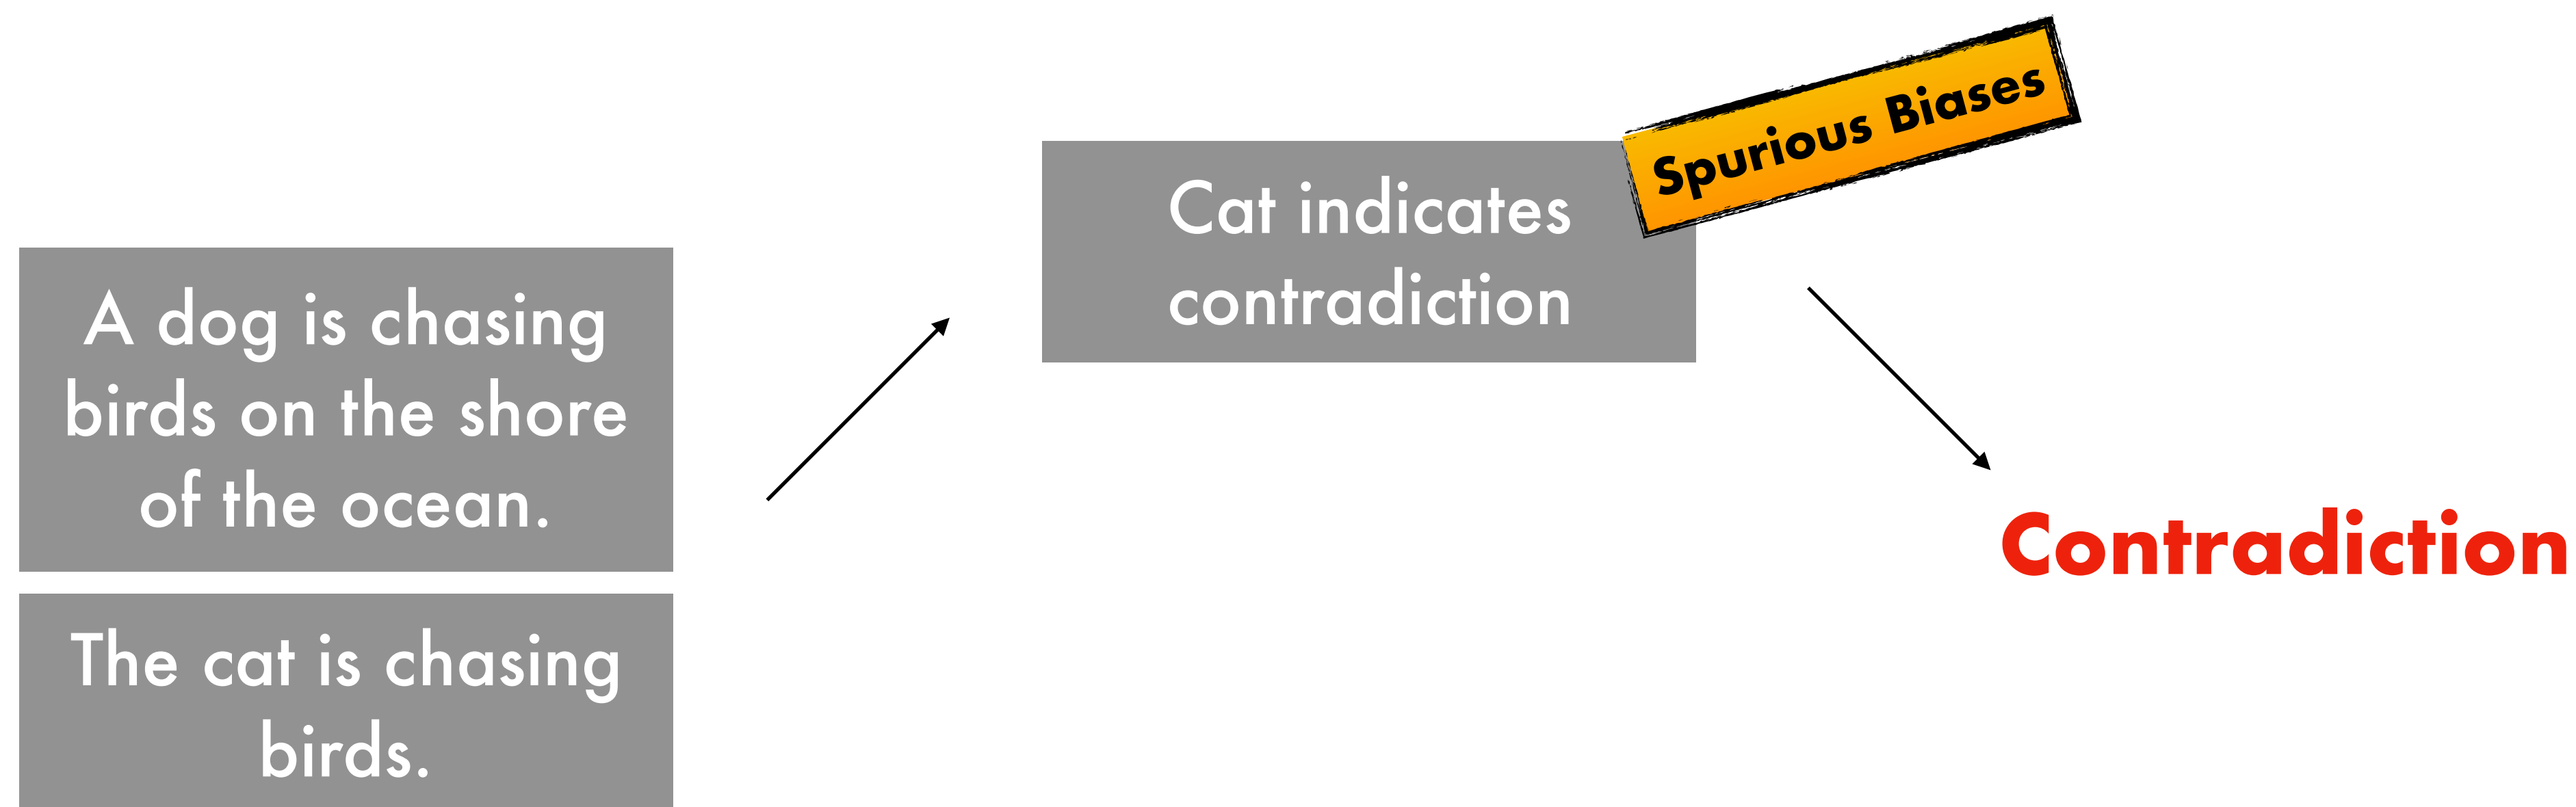 A dog is chasing
birds on the shore
of the ocean.
The cat is chasing
birds.
Cat indicates
contradiction
Spurious Biases
Contradiction